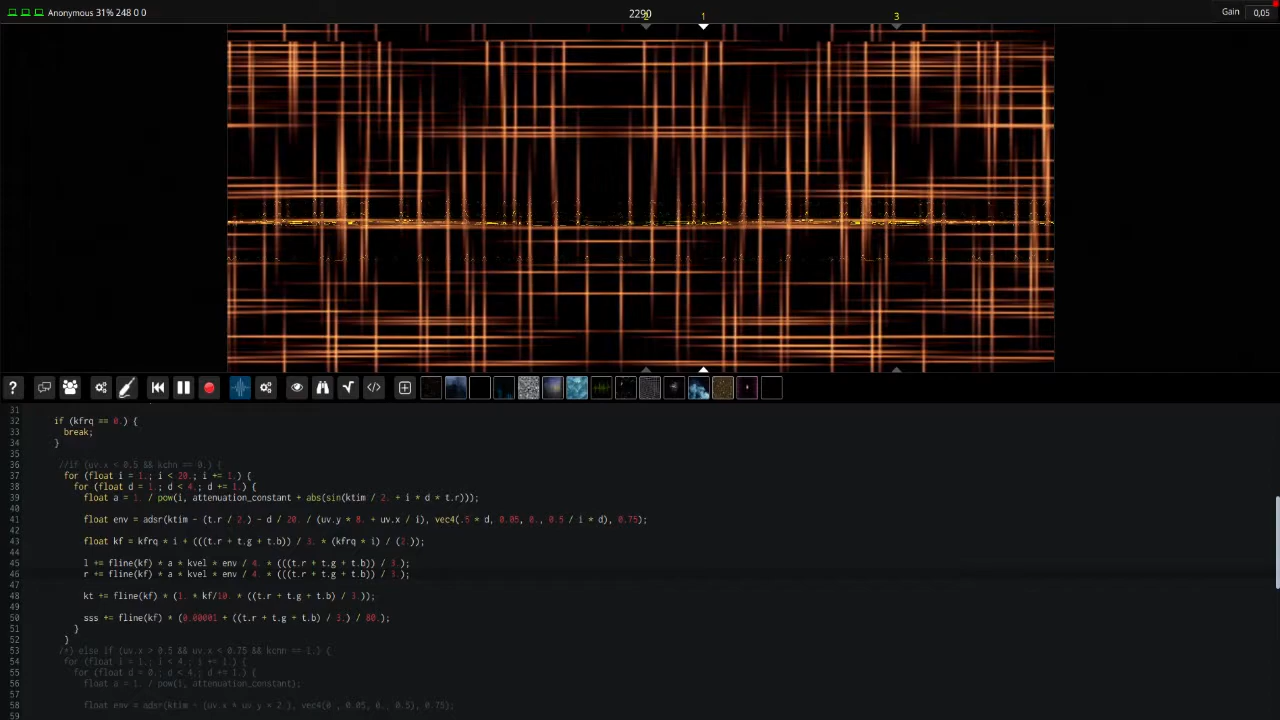 Anonymous 31% 248 0 0
2290
Gain 0,05
2 1 3
31
32 if (kfrq == 0.) {
33 break;
34 }
35
36 //if (uv.x < 0.5 && kchn == 0.) {
37 for (float i = 1.; i < 20.; i += 1.) {
38 for (float d = 1.; d < 4.; d += 1.) {
39 float a = 1. / pow(i, attenuation_constant + abs(sin(ktim / 2. + i * d * t.r)));
40
41 float env = adsr(ktim - (t.r / 2.) - d / 20. / (uv.y * 8. + uv.x / i), vec4(.5 * d, 0.05, 0., 0.5 / i * d), 0.75);
42
43 float kf = kfrq * i + (((t.r + t.g + t.b)) / 3. * (kfrq * i) / (2.));
44
45 l += fline(kf) * a * kvel * env / 4. * (((t.r + t.g + t.b)) / 3.);
46 r += fline(kf) * a * kvel * env / 4. * (((t.r + t.g + t.b)) / 3.);
47
48 kt += fline(kf) * (1. * kf/10. * ((t.r + t.g + t.b) / 3.));
49
50 sss += fline(kf) * (0.00001 + ((t.r + t.g + t.b) / 3.) / 80.);
51 }
52 }
53 /*} else if (uv.x > 0.5 && uv.x < 0.75 && kchn == 1.) {
54 for (float i = 1.; i < 4.; i += 1.) {
55 for (float d = 0.; d < 4.; d += 1.) {
56 float a = 1. / pow(i, attenuation_constant);
57
58 float env = adsr(ktim - (uv.x * uv.y * 2.), vec4(0., 0.05, 0., 0.5), 0.75);
59